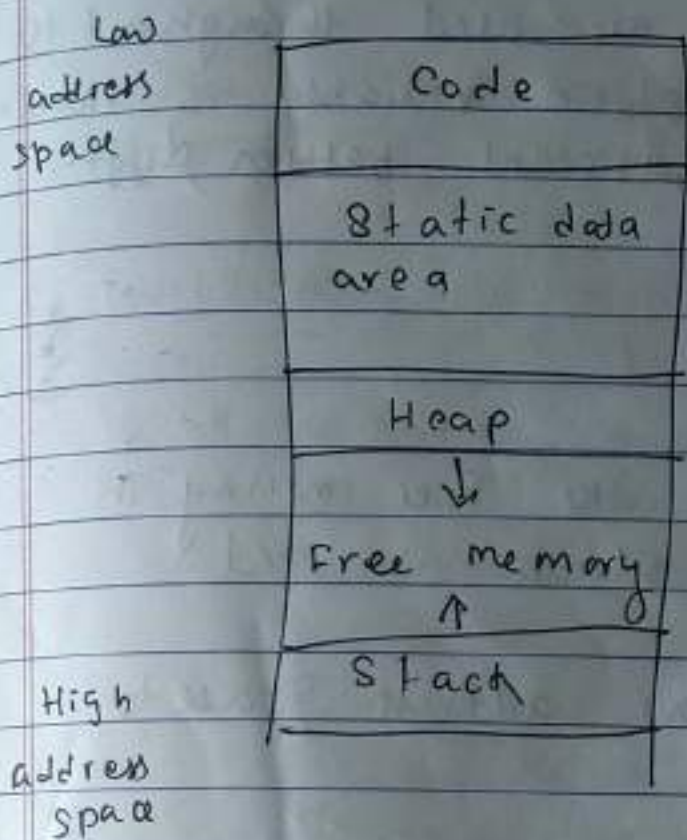 Low
address
space
Code
Static data
area
Heap
↓
Free memory
↑
Stack
High
address
space